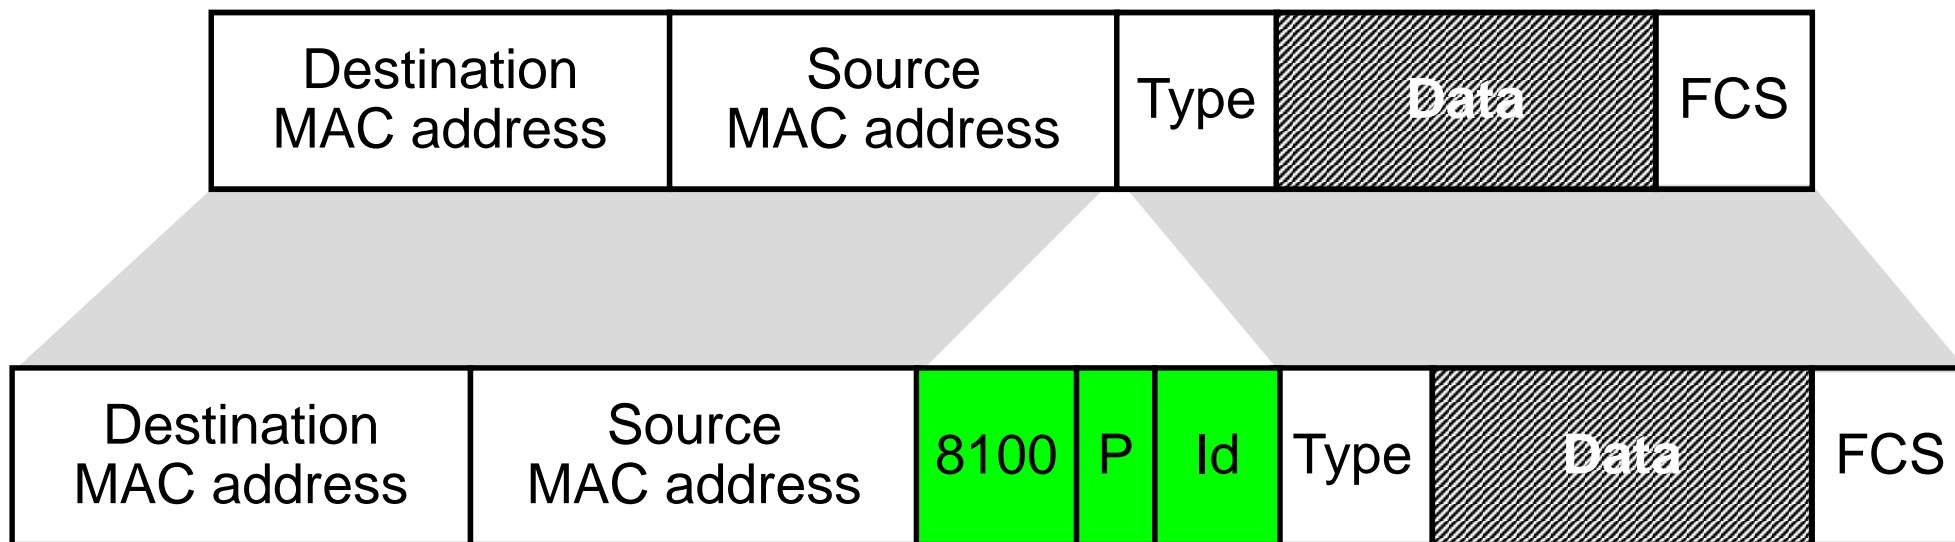 Destination
MAC address
Source
MAC address
Type
Data
FCS
Destination
MAC address
Source
MAC address
8100
P
Id
Type
Data
FCS